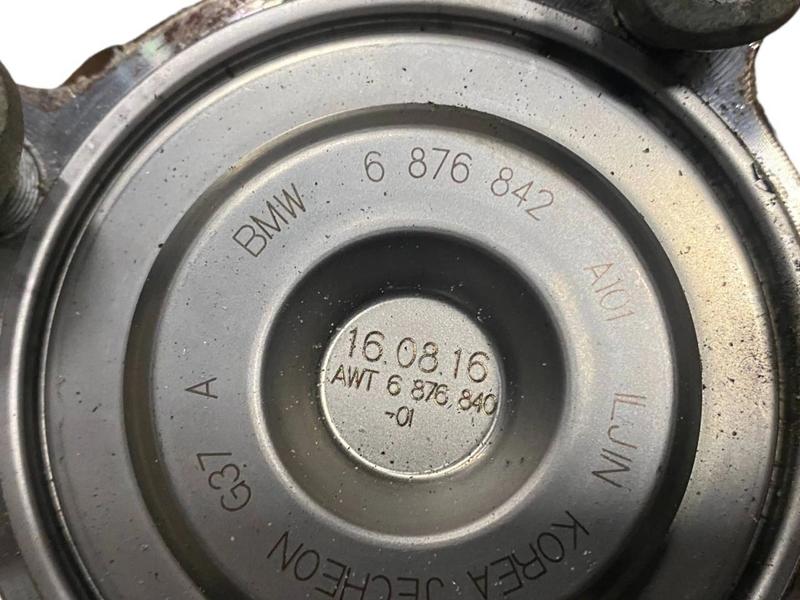 BMW 6 876 842 A101 ILJIN KOREA JECHEON G37 A
16.08.16
AWT 6 876 840
-01